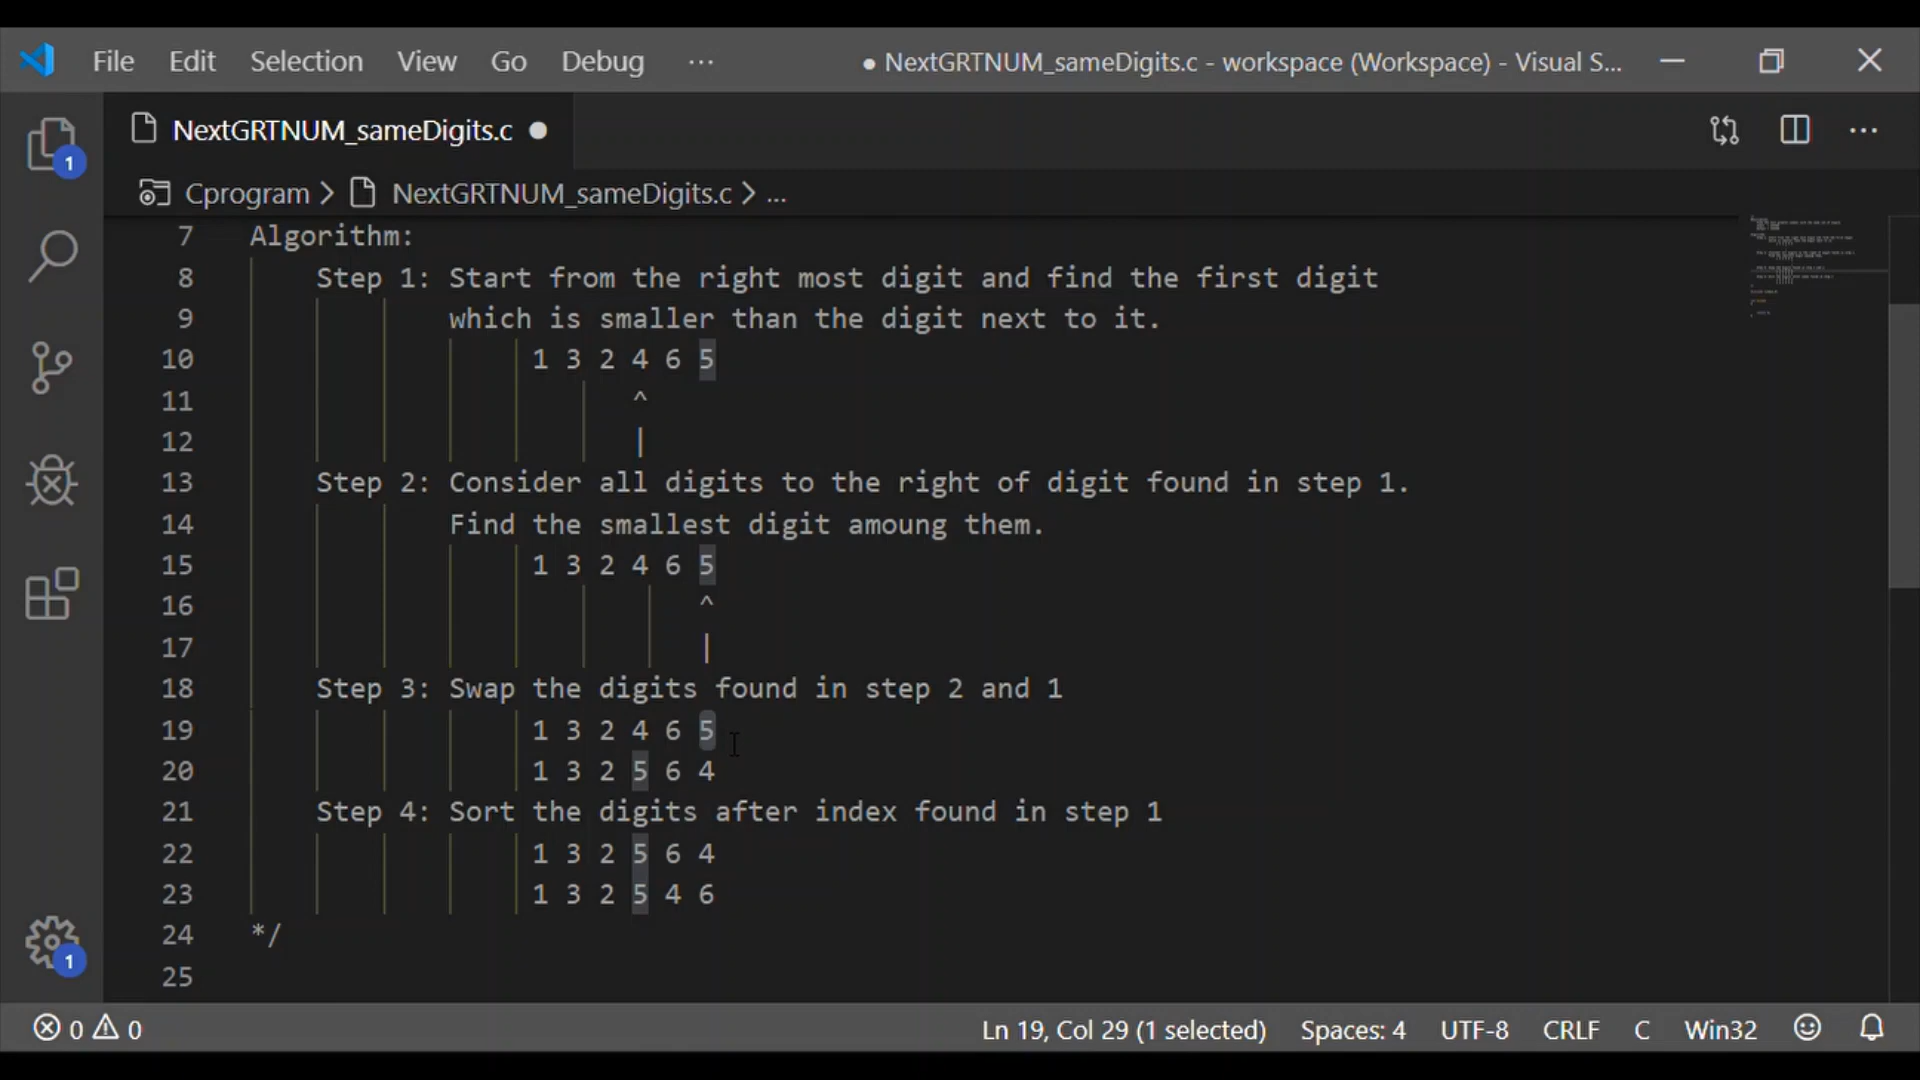 File Edit Selection View Go Debug ··· ● NextGRTNUM_sameDigits.c - workspace (Workspace) - Visual S...
NextGRTNUM_sameDigits.c ●
1
Cprogram > NextGRTNUM_sameDigits.c > ...
7 Algorithm:
8 Step 1: Start from the right most digit and find the first digit
9 which is smaller than the digit next to it.
10 1 3 2 4 6 5
11 ^
12 |
13 Step 2: Consider all digits to the right of digit found in step 1.
14 Find the smallest digit amoung them.
15 1 3 2 4 6 5
16 ^
17 |
18 Step 3: Swap the digits found in step 2 and 1
19 1 3 2 4 6 5
20 1 3 2 5 6 4
21 Step 4: Sort the digits after index found in step 1
22 1 3 2 5 6 4
23 1 3 2 5 4 6
24 */
1
25
0 0 Ln 19, Col 29 (1 selected) Spaces: 4 UTF-8 CRLF C Win32